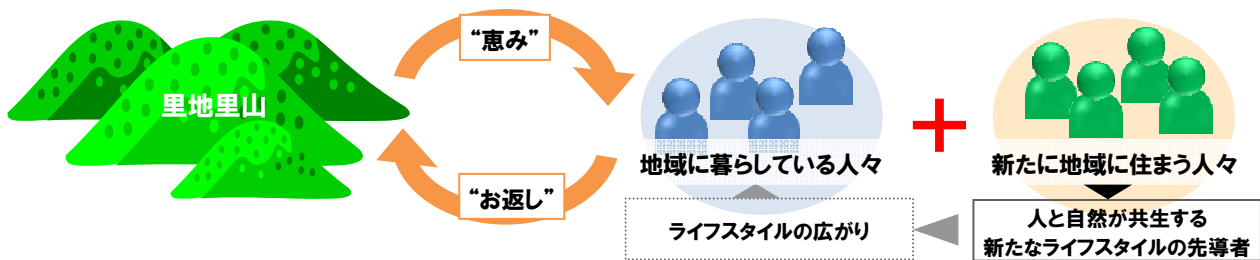 里地里山
“恵み”
“お返し”
地域に暮らしている人々
新たに地域に住まう人々
ライフスタイルの広がり
人と自然が共生する
新たなライフスタイルの先導者